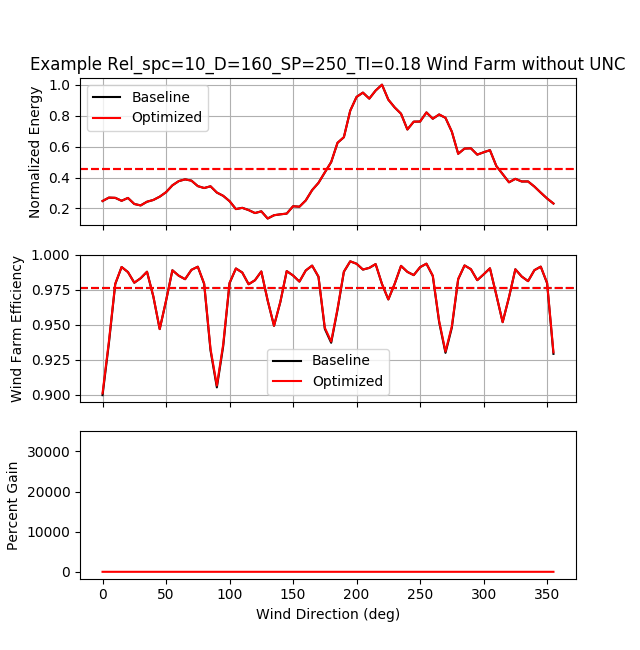 Example Rel_spc=10_D=160_SP=250_TI=0.18 Wind Farm without UNC
Normalized Energy
1.0
0.8
0.6
0.4
0.2
Baseline
Optimized
Wind Farm Efficiency
1.000
0.975
0.950
0.925
0.900
Baseline
Optimized
Percent Gain
30000
20000
10000
0
0 50 100 150 200 250 300 350
Wind Direction (deg)